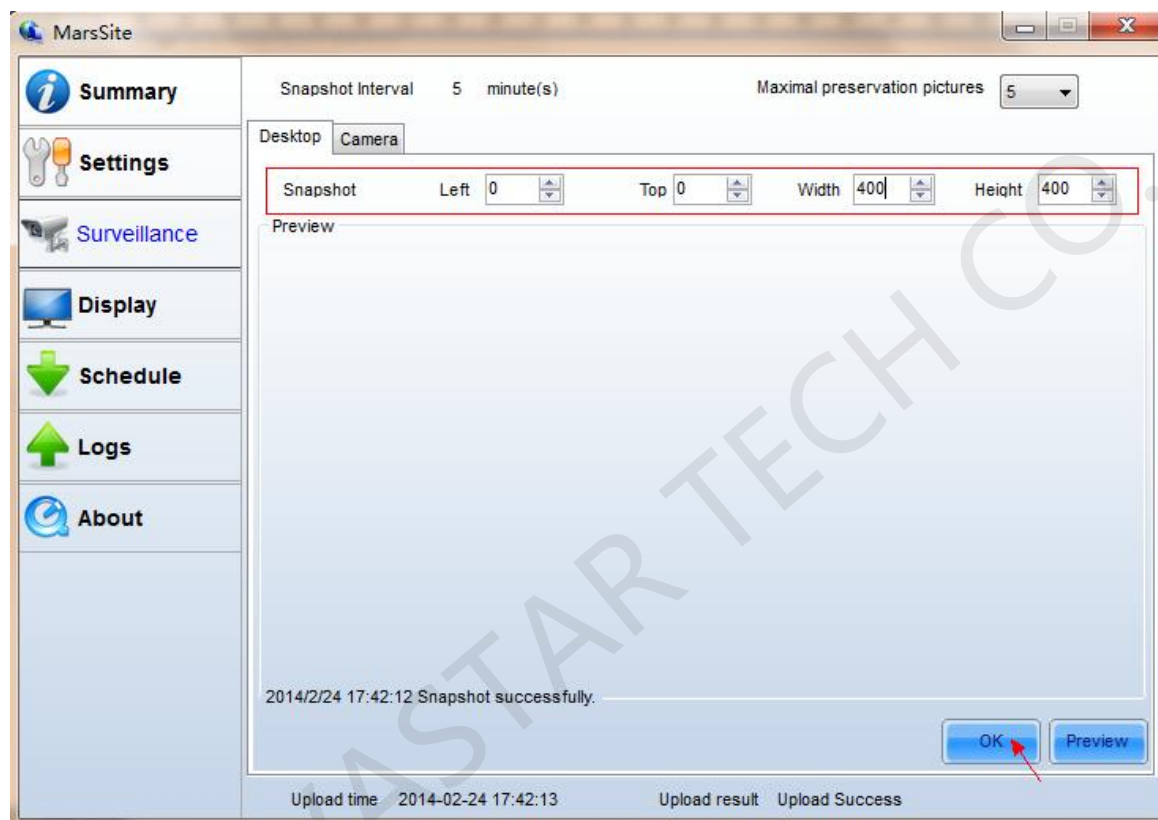 MarsSite
Summary
Settings
Surveillance
Display
Schedule
Logs
About
Snapshot Interval 5 minute(s) Maximal preservation pictures 5
Desktop Camera
Snapshot Left 0 Top 0 Width 400 Height 400
Preview
2014/2/24 17:42:12 Snapshot successfully.
OK Preview
Upload time 2014-02-24 17:42:13 Upload result Upload Success
VASTAR TECH CO.